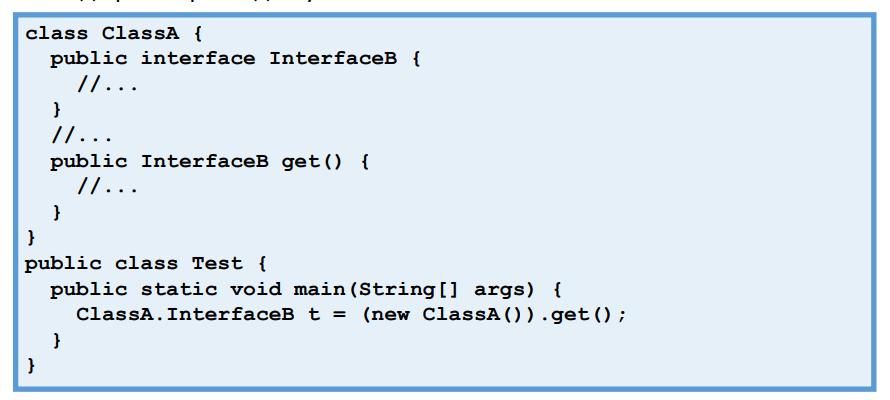 class ClassA {
  public interface InterfaceB {
    //...
  }
  //...
  public InterfaceB get() {
    //...
  }
}
public class Test {
  public static void main(String[] args) {
    ClassA.InterfaceB t = (new ClassA()).get();
  }
}